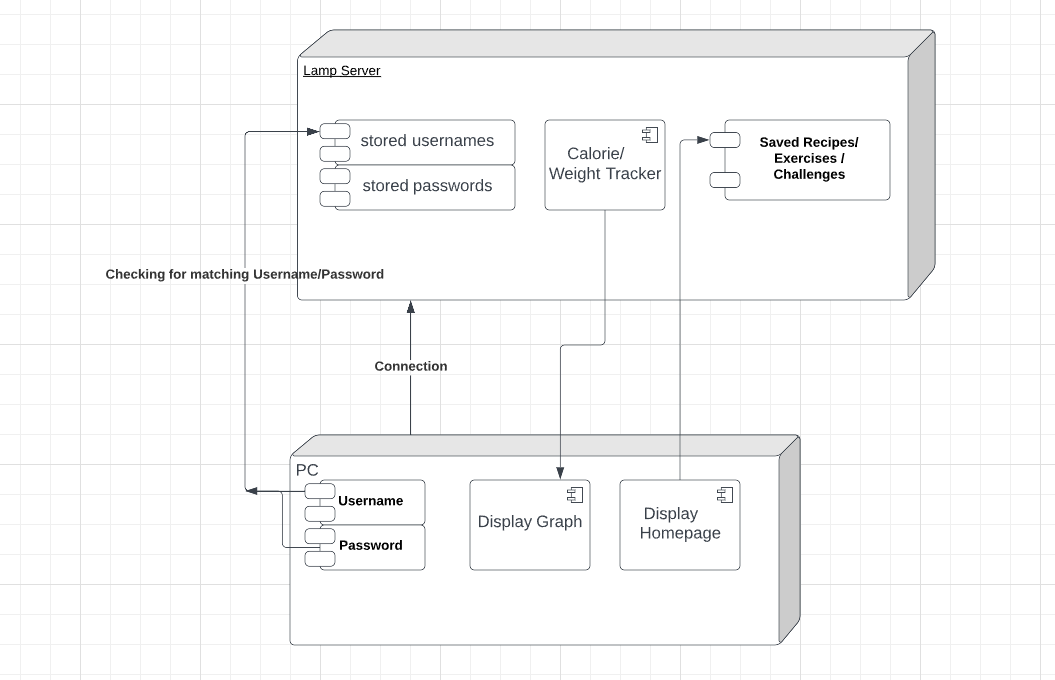 Lamp Server
stored usernames
stored passwords
Calorie/
Weight Tracker
Saved Recipes/
Exercises /
Challenges
Checking for matching Username/Password
Connection
PC
Username
Password
Display Graph
Display
Homepage